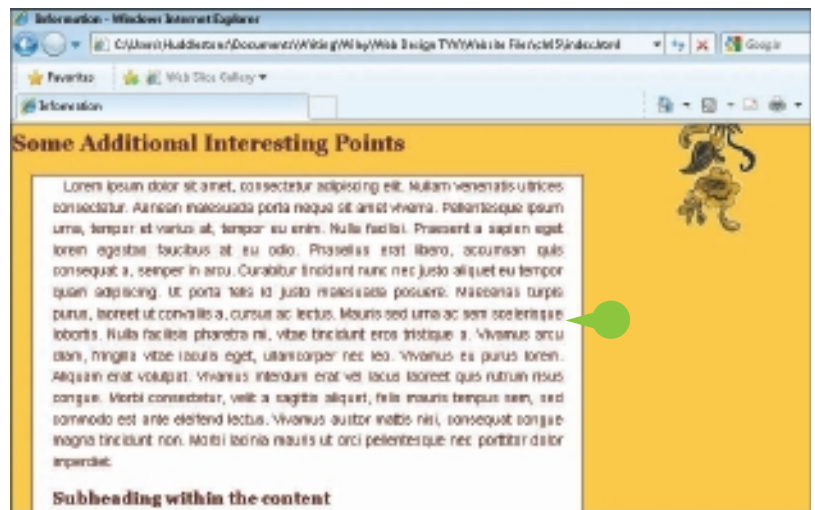 Information - Windows Internet Explorer
Google
Favorites Web Slice Gallery
Information
Some Additional Interesting Points
Lorem ipsum dolor sit amet, consectetur adipiscing elit. Nullam venenatis ultrices
consectetur. Aenean malesuada porta neque sit amet viverra. Pellentesque ipsum
urna, tempor et varius at, tempor eu enim. Nulla facilisi. Praesent a sapien eget
lorem egestas faucibus at eu odio. Phasellus erat libero, accumsan quis
consequat a, semper in arcu. Curabitur tincidunt nunc nec justo aliquet eu tempor
quam adipiscing. Ut porta felis id justo malesuada posuere. Maecenas turpis
purus, laoreet ut convallis a, cursus ac lectus. Mauris sed urna ac sem scelerisque
lobortis. Nulla facilisis pharetra mi, vitae tincidunt eros tristique a. Vivamus arcu
diam, fringilla vitae iaculis eget, ullamcorper nec leo. Vivamus eu purus lorem.
Aliquam erat volutpat. Vivamus interdum erat vel lacus laoreet quis rutrum risus
congue. Morbi consectetur, velit a sagittis aliquet, felis mauris tempus sem, sed
commodo est ante eleifend lectus. Vivamus auctor mattis nisi, consequat congue
magna tincidunt non. Morbi lacinia mauris ut orci pellentesque nec porttitor dolor
imperdiet.
Subheading within the content